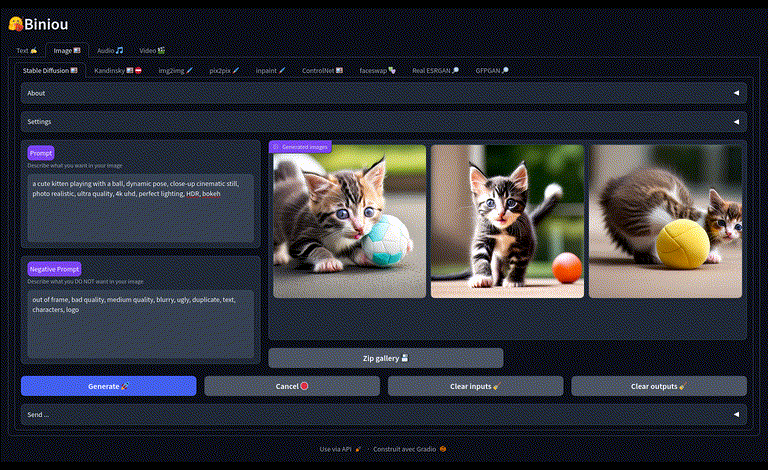 Biniou
Text Image Audio Video
Stable Diffusion Kandinsky img2img pix2pix inpaint ControlNet faceswap Real ESRGAN GFPGAN
About
Settings
Prompt
Describe what you want in your image
a cute kitten playing with a ball, dynamic pose, close-up cinematic still,
photo realistic, ultra quality, 4k uhd, perfect lighting, HDR, bokeh
Negative Prompt
Describe what you DO NOT want in your image
out of frame, bad quality, medium quality, blurry, ugly, duplicate, text,
characters, logo
Generated images
Zip gallery
Generate Cancel Clear inputs Clear outputs
Send ...
Use via API · Construit avec Gradio